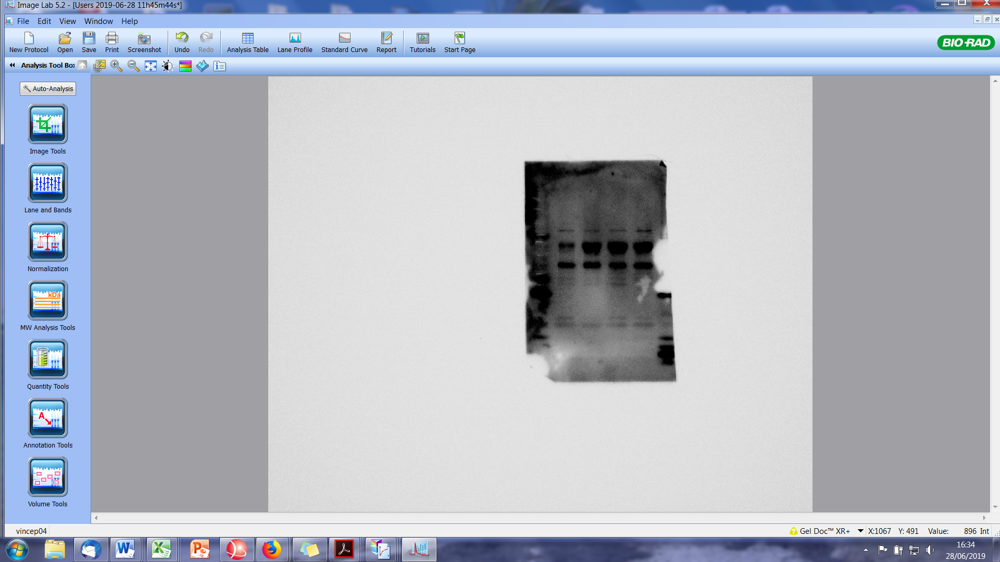 Image Lab 5.2 - [Users 2019-06-28 11h45m44s*]
File Edit View Window Help
New Protocol Open Save Print Screenshot Undo Redo Analysis Table Lane Profile Standard Curve Report Tutorials Start Page
BIO-RAD
Analysis Tool Box
Auto-Analysis
Image Tools
Lane and Bands
Normalization
kDa
MW Analysis Tools
Quantity Tools
A
Annotation Tools
Volume Tools
vincep04
Gel Doc™ XR+ X:1067 Y: 491 Value: 896 Int
16:34
28/06/2019